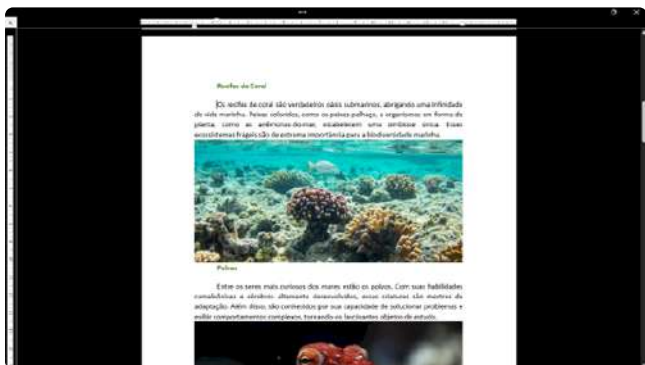 Recifes de Coral
Os recifes de coral são verdadeiros oásis submarinos, abrigando uma infinidade
de vida marinha. Peixes coloridos, como os peixes-palhaço, e organismos em forma de
planta, como as anêmonas-do-mar, estabelecem uma simbiose única. Esses
ecossistemas frágeis são de extrema importância para a biodiversidade marinha.
Polvos
Entre os seres mais curiosos dos mares estão os polvos. Com suas habilidades
camaleônicas e cérebros altamente desenvolvidos, essas criaturas são mestres da
adaptação. Além disso, são conhecidos por sua capacidade de solucionar problemas e
exibir comportamentos complexos, tornando-os fascinantes objetos de estudo.